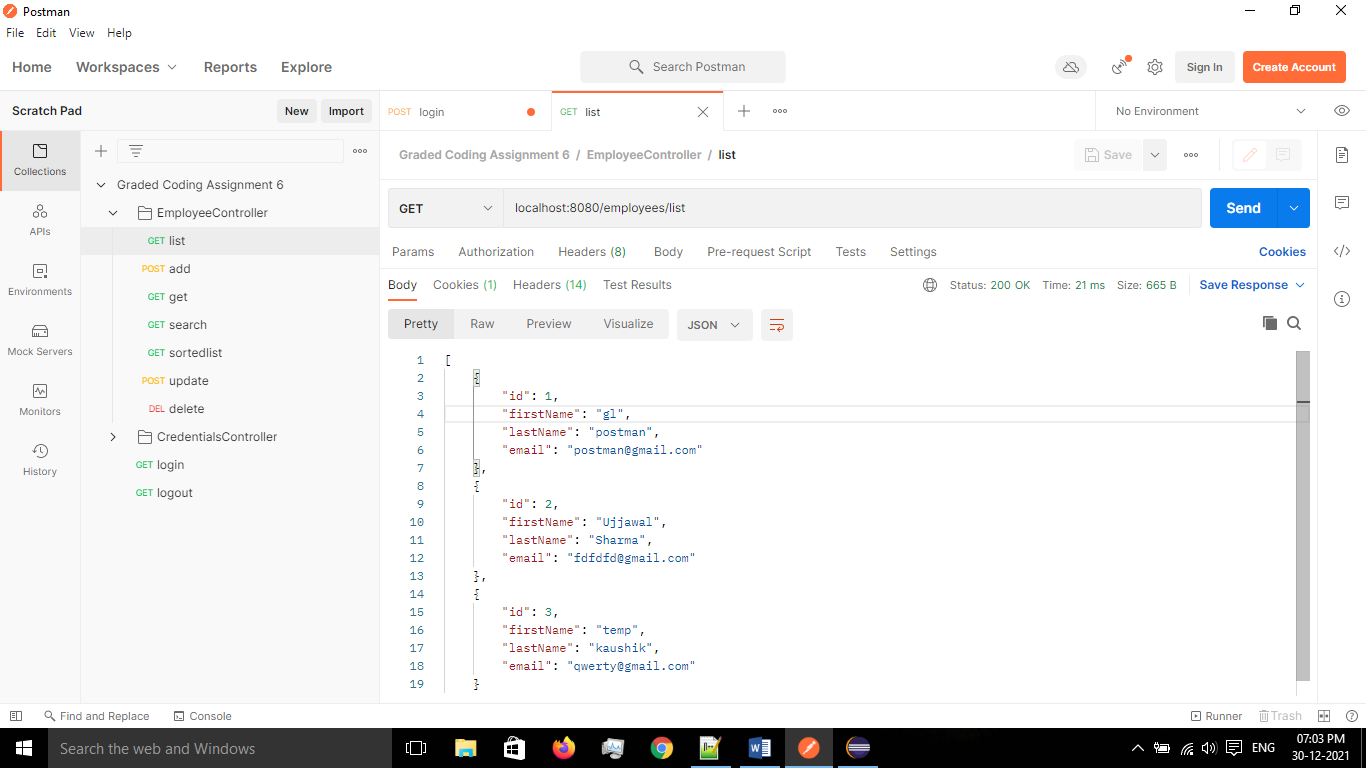 Postman
File Edit View Help
Home Workspaces Reports Explore Search Postman Sign In Create Account
Scratch Pad New Import
POST login GET list No Environment
Collections
APIs
Environments
Mock Servers
Monitors
History
Graded Coding Assignment 6
EmployeeController
GET list
POST add
GET get
GET search
GET sortedlist
POST update
DEL delete
CredentialsController
GET login
GET logout
Graded Coding Assignment 6 / EmployeeController / list Save
GET localhost:8080/employees/list Send
Params Authorization Headers (8) Body Pre-request Script Tests Settings Cookies
Body Cookies (1) Headers (14) Test Results Status: 200 OK Time: 21 ms Size: 665 B Save Response
Pretty Raw Preview Visualize JSON
1 [
2 {
3 "id": 1,
4 "firstName": "gl",
5 "lastName": "postman",
6 "email": "postman@gmail.com"
7 },
8 {
9 "id": 2,
10 "firstName": "Ujjawal",
11 "lastName": "Sharma",
12 "email": "fdfdfd@gmail.com"
13 },
14 {
15 "id": 3,
16 "firstName": "temp",
17 "lastName": "kaushik",
18 "email": "qwerty@gmail.com"
19 }
Find and Replace Console Runner Trash
Search the web and Windows ENG 07:03 PM
30-12-2021